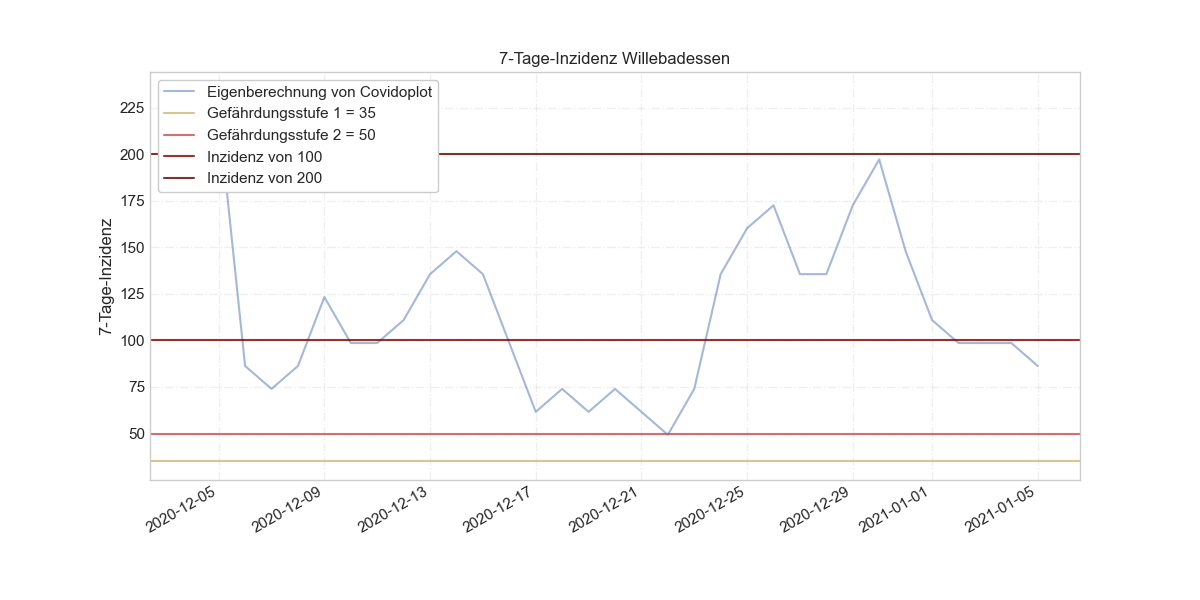 7-Tage-Inzidenz Willebadessen
Eigenberechnung von Covidoplot
Gefährdungsstufe 1 = 35
Gefährdungsstufe 2 = 50
Inzidenz von 100
Inzidenz von 200
7-Tage-Inzidenz
225
200
175
150
125
100
75
50
2020-12-05
2020-12-09
2020-12-13
2020-12-17
2020-12-21
2020-12-25
2020-12-29
2021-01-01
2021-01-05